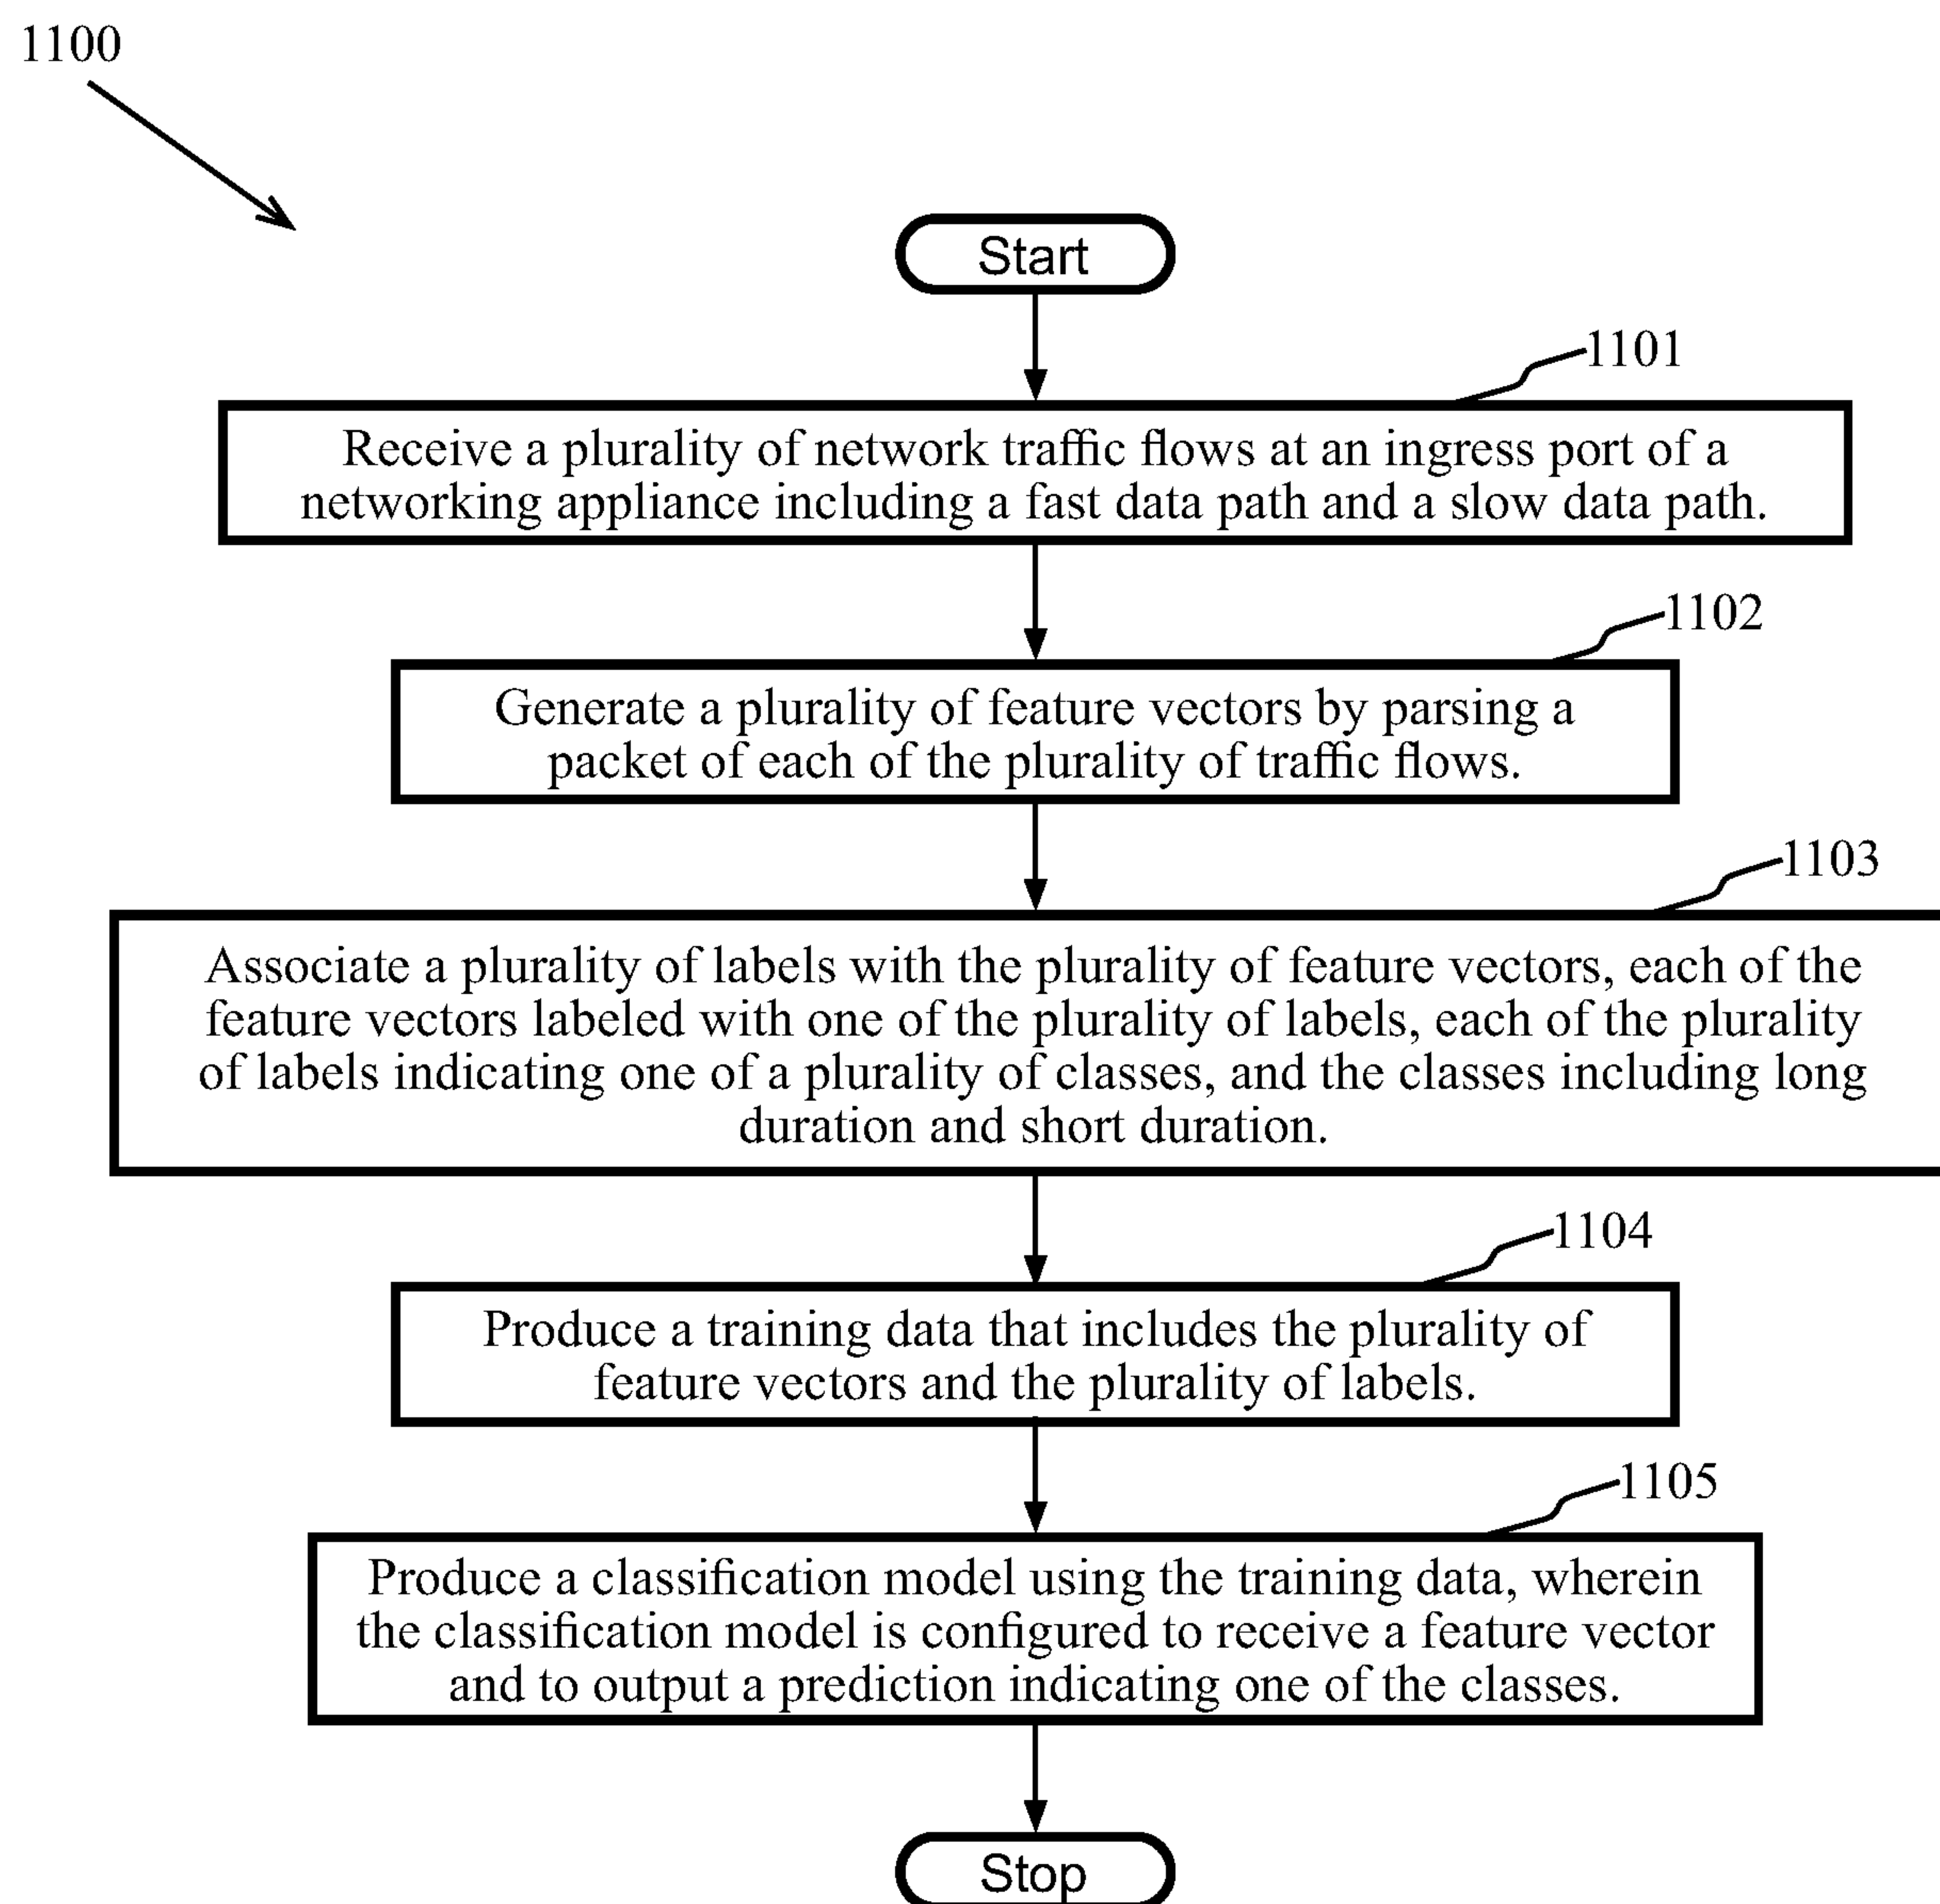 1100
Start
1101
Receive a plurality of network traffic flows at an ingress port of a
networking appliance including a fast data path and a slow data path.
1102
Generate a plurality of feature vectors by parsing a
packet of each of the plurality of traffic flows.
1103
Associate a plurality of labels with the plurality of feature vectors, each of the
feature vectors labeled with one of the plurality of labels, each of the plurality
of labels indicating one of a plurality of classes, and the classes including long
duration and short duration.
1104
Produce a training data that includes the plurality of
feature vectors and the plurality of labels.
1105
Produce a classification model using the training data, wherein
the classification model is configured to receive a feature vector
and to output a prediction indicating one of the classes.
Stop